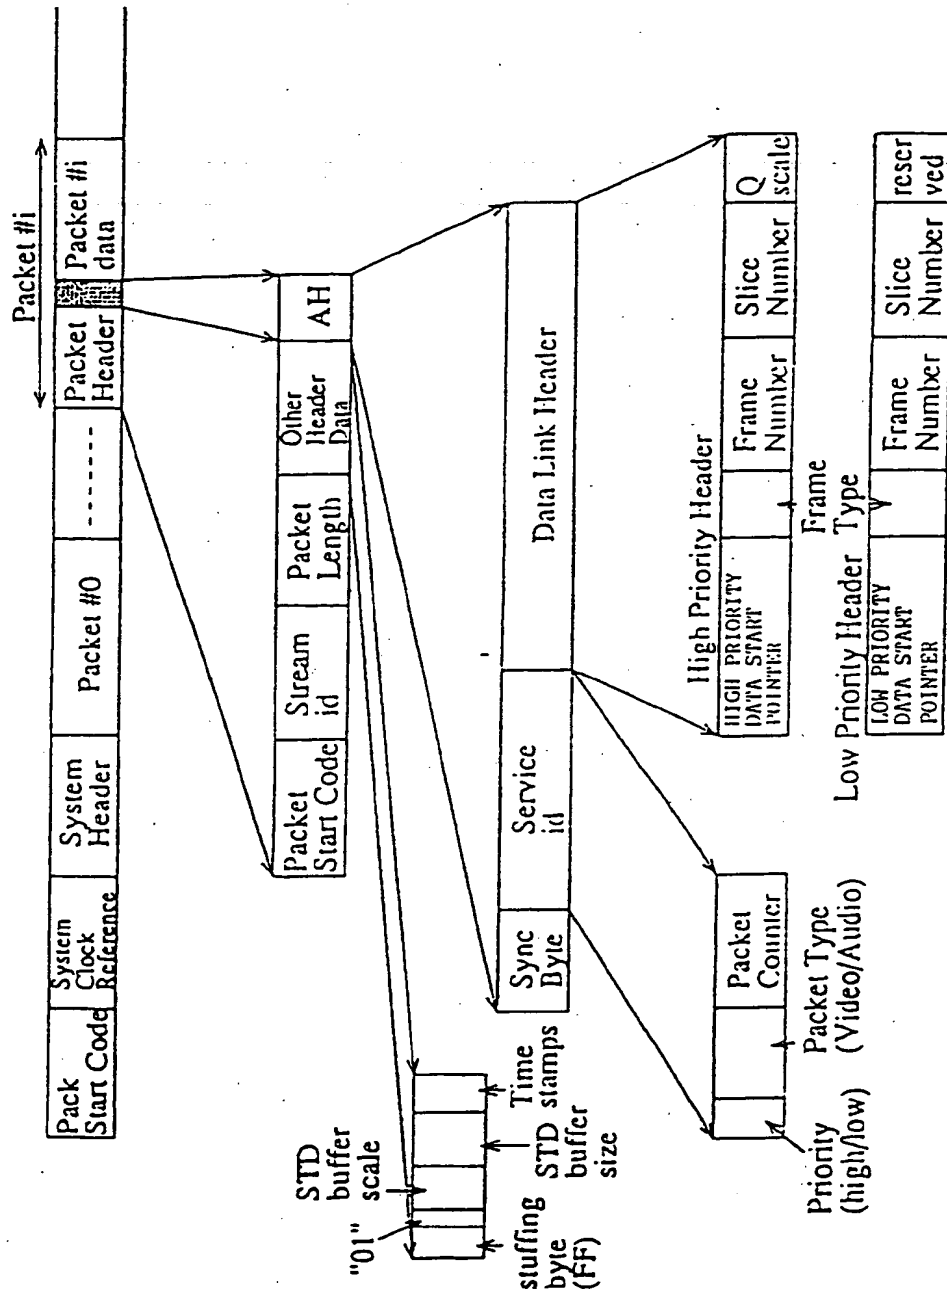 Packet #i
Pack
Start Code
System
Clock
Reference
System
Header
Packet #0
------
Packet
Header
Packet #i
data
Packet
Start Code
Stream
id
Packet
Length
Other
Header
Data
AH
STD
buffer
scale
"01"
stuffing
byte
(FF)
STD
buffer
size
Time
stamps
Sync
Byte
Service
id
Data Link Header
Packet
Counter
Priority
(high/low)
Packet Type
(Video/Audio)
High Priority Header
HIGH PRIORITY
DATA START
POINTER
Frame
Number
Slice
Number
Q
scale
Frame
Type
Low Priority Header
LOW PRIORITY
DATA START
POINTER
Frame
Number
Slice
Number
reser
ved